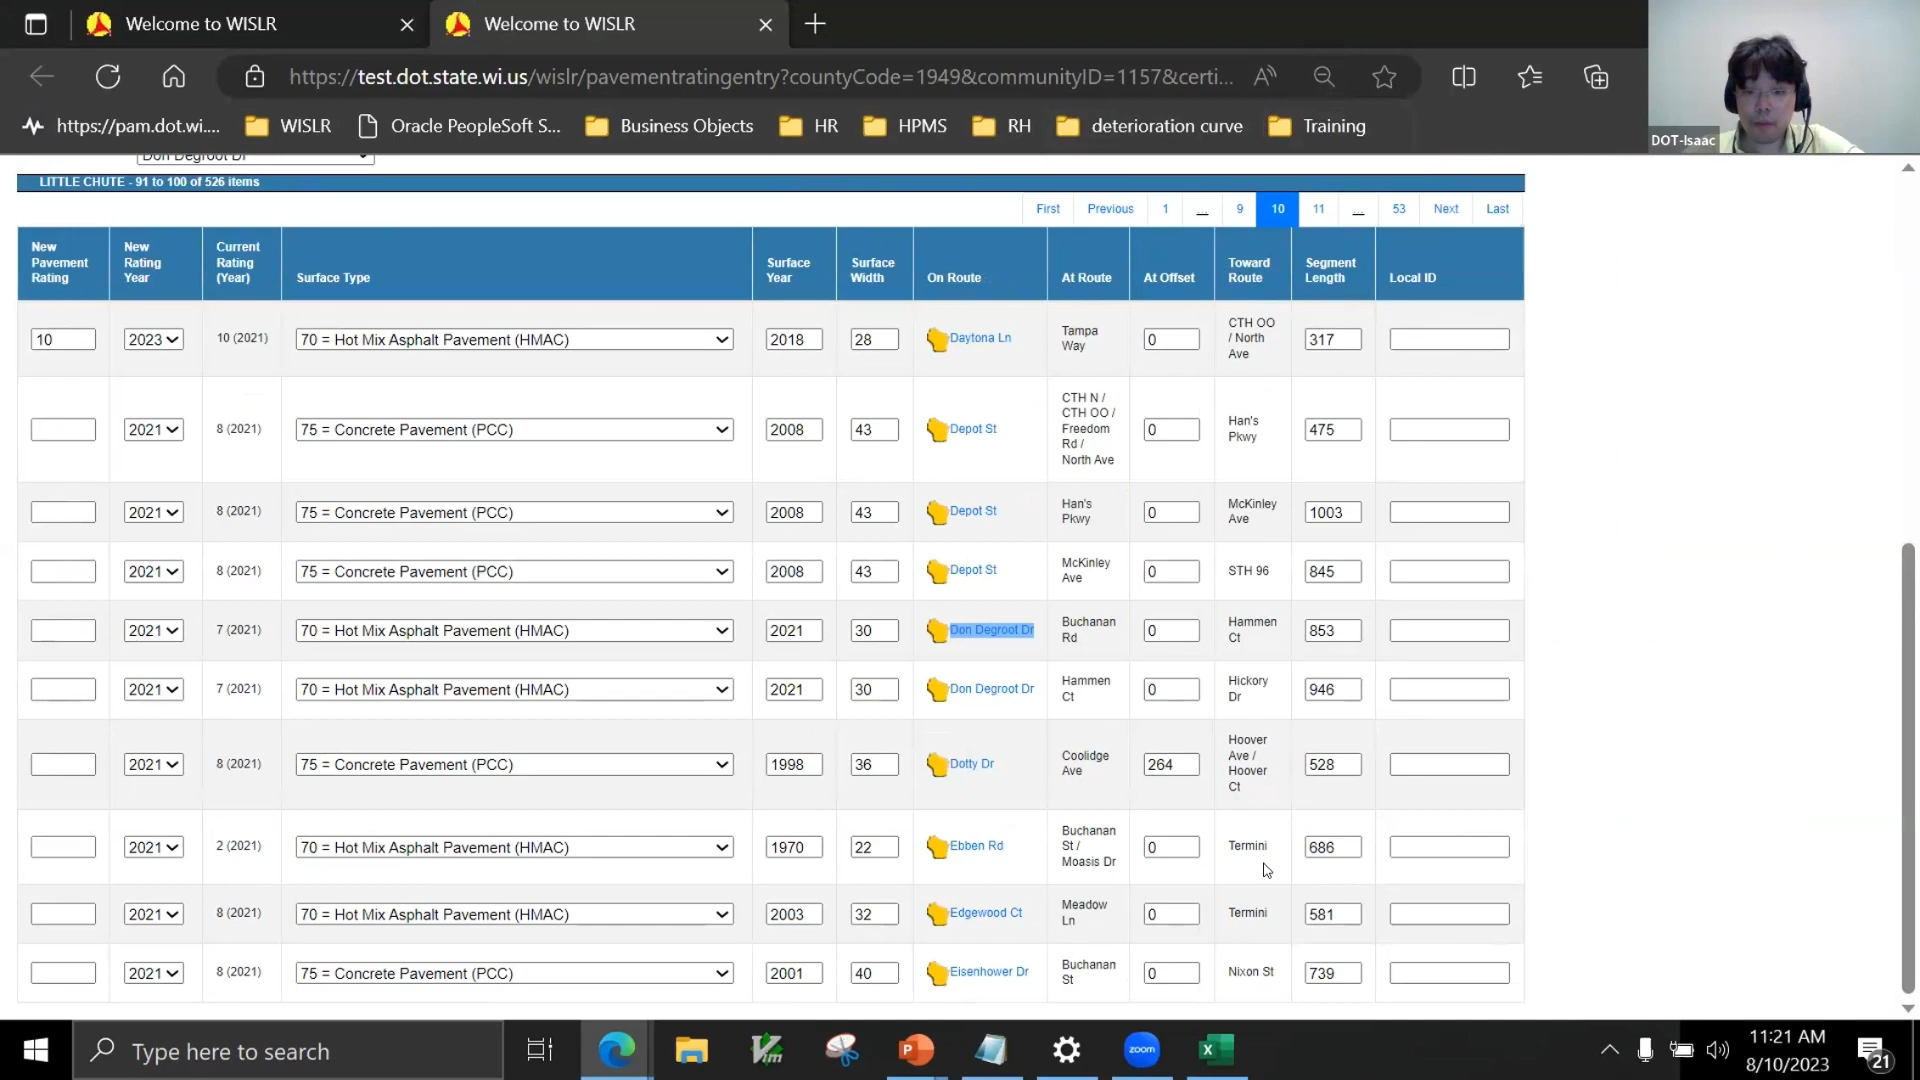 Welcome to WISLR
Welcome to WISLR
https://test.dot.state.wi.us/wislr/pavementratingentry?countyCode=1949&communityID=1157&certi...
https://pam.dot.wi....
WISLR
Oracle PeopleSoft S...
Business Objects
HR
HPMS
RH
deterioration curve
Training
DOT-Isaac
Don Degroot Dr
LITTLE CHUTE - 91 to 100 of 526 items
First Previous 1 ... 9 10 11 ... 53 Next Last
New Pavement Rating
New Rating Year
Current Rating (Year)
Surface Type
Surface Year
Surface Width
On Route
At Route
At Offset
Toward Route
Segment Length
Local ID
10 2023 10 (2021) 70 = Hot Mix Asphalt Pavement (HMAC) 2018 28 Daytona Ln Tampa Way 0 CTH OO / North Ave 317
2021 8 (2021) 75 = Concrete Pavement (PCC) 2008 43 Depot St CTH N / CTH OO / Freedom Rd / North Ave 0 Han's Pkwy 475
2021 8 (2021) 75 = Concrete Pavement (PCC) 2008 43 Depot St Han's Pkwy 0 McKinley Ave 1003
2021 8 (2021) 75 = Concrete Pavement (PCC) 2008 43 Depot St McKinley Ave 0 STH 96 845
2021 7 (2021) 70 = Hot Mix Asphalt Pavement (HMAC) 2021 30 Don Degroot Dr Buchanan Rd 0 Hammen Ct 853
2021 7 (2021) 70 = Hot Mix Asphalt Pavement (HMAC) 2021 30 Don Degroot Dr Hammen Ct 0 Hickory Dr 946
2021 8 (2021) 75 = Concrete Pavement (PCC) 1998 36 Dotty Dr Coolidge Ave 264 Hoover Ave / Hoover Ct 528
2021 2 (2021) 70 = Hot Mix Asphalt Pavement (HMAC) 1970 22 Ebben Rd Buchanan St / Moasis Dr 0 Termini 686
2021 8 (2021) 70 = Hot Mix Asphalt Pavement (HMAC) 2003 32 Edgewood Ct Meadow Ln 0 Termini 581
2021 8 (2021) 75 = Concrete Pavement (PCC) 2001 40 Eisenhower Dr Buchanan St 0 Nixon St 739
Type here to search
Vim
P
zoom
X
11:21 AM
8/10/2023
21